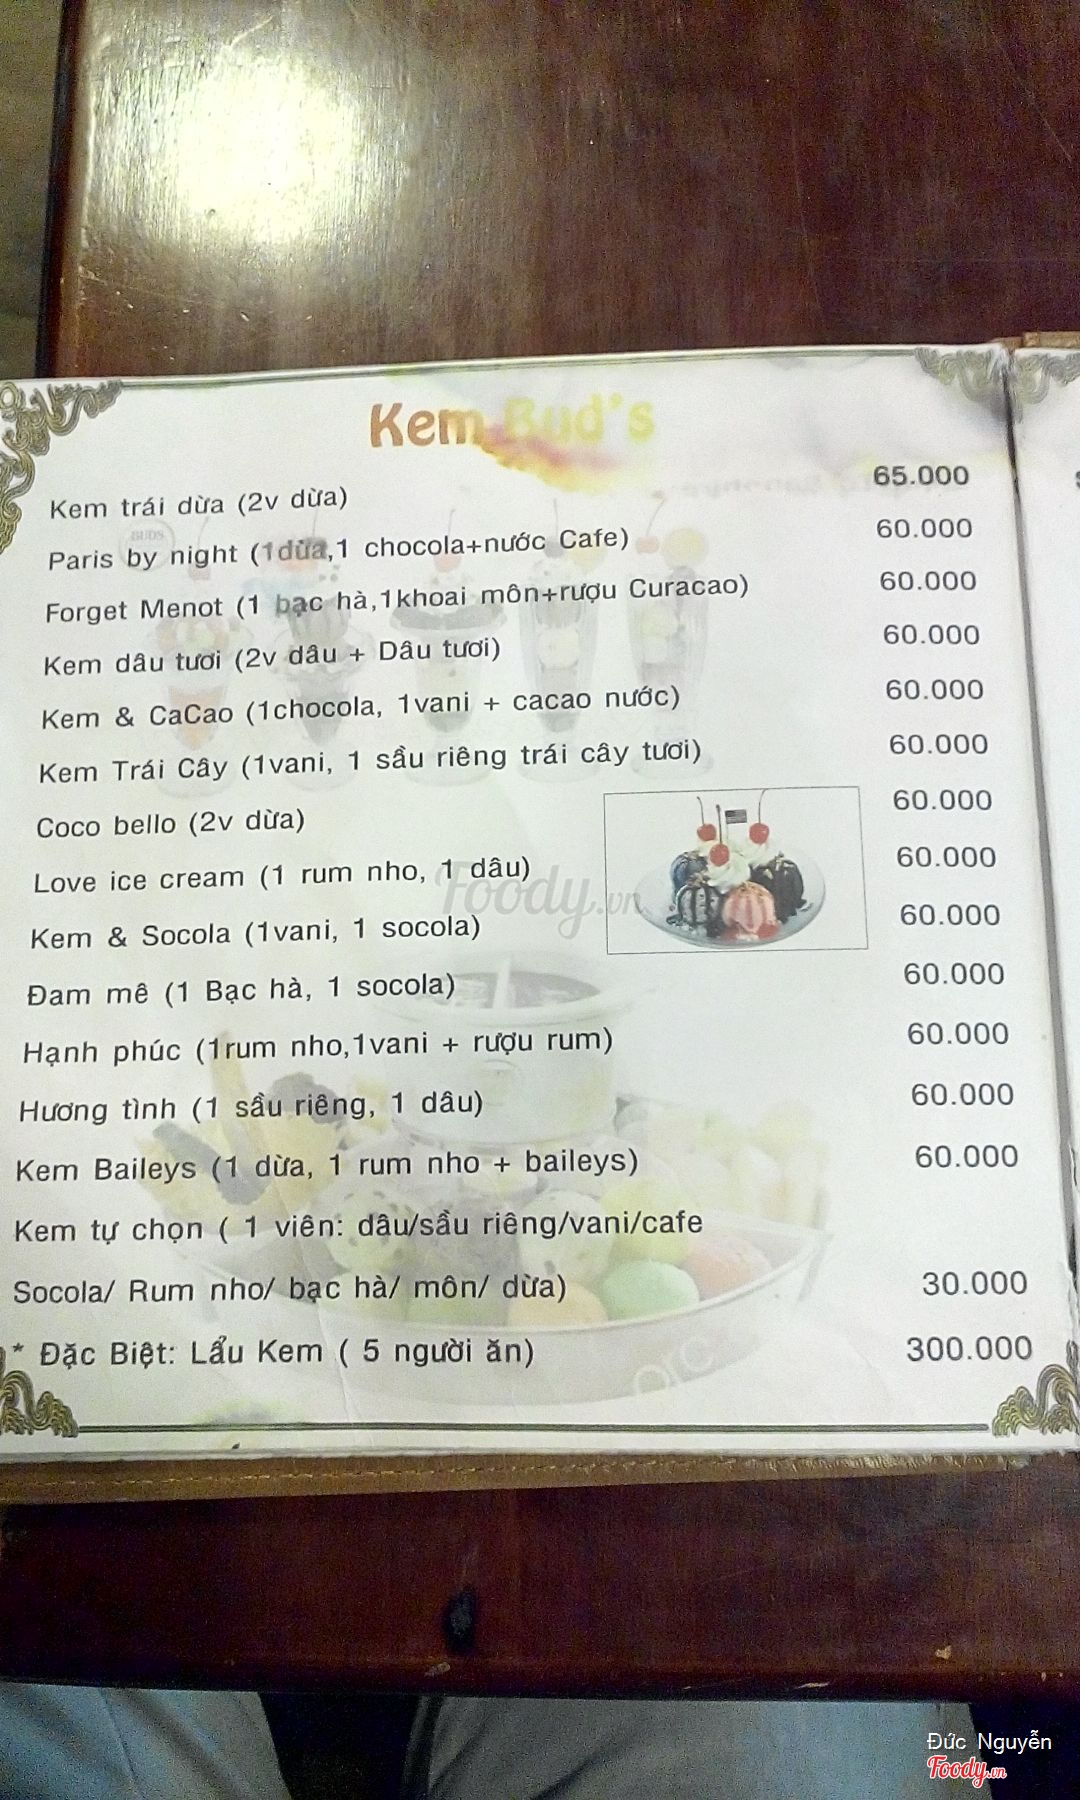 Kem Bud's
Kem trái dừa (2v dừa) 65.000
Paris by night (1dừa,1 chocola+nước Cafe) 60.000
Forget Menot (1 bạc hà,1khoai môn+rượu Curacao) 60.000
Kem dâu tươi (2v dâu + Dâu tươi) 60.000
Kem & CaCao (1chocola, 1vani + cacao nước) 60.000
Kem Trái Cây (1vani, 1 sầu riêng trái cây tươi) 60.000
Coco bello (2v dừa) 60.000
Love ice cream (1 rum nho, 1 dâu) 60.000
Foody.vn
Kem & Socola (1vani, 1 socola) 60.000
Đam mê (1 Bạc hà, 1 socola) 60.000
Hạnh phúc (1rum nho,1vani + rượu rum) 60.000
Hương tình (1 sầu riêng, 1 dâu) 60.000
Kem Baileys (1 dừa, 1 rum nho + baileys) 60.000
Kem tự chọn ( 1 viên: dâu/sầu riêng/vani/cafe
Socola/ Rum nho/ bạc hà/ môn/ dừa) 30.000
* Đặc Biệt: Lẩu Kem ( 5 người ăn) 300.000
Đức Nguyễn
Foody.vn